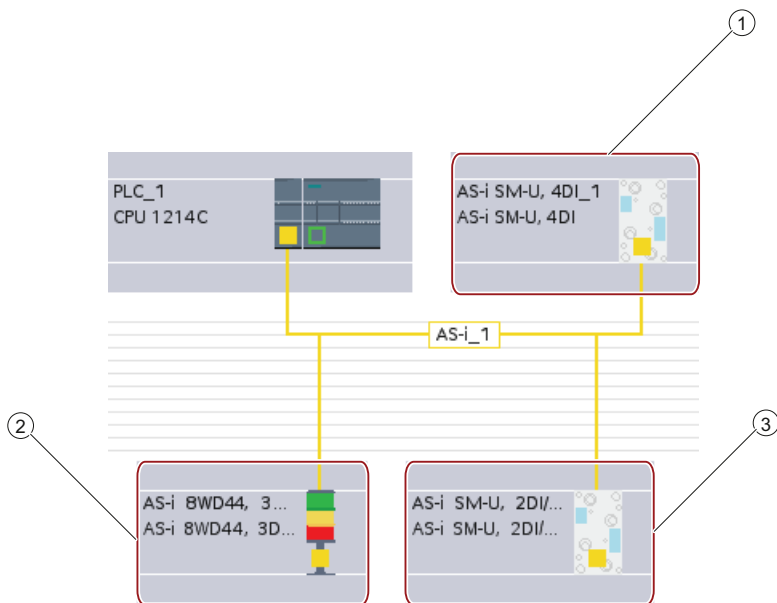 1
PLC_1
CPU 1214C
AS-i SM-U, 4DI_1
AS-i SM-U, 4DI
AS-i_1
2
3
AS-i 8WD44, 3...
AS-i 8WD44, 3D...
AS-i SM-U, 2DI/...
AS-i SM-U, 2DI/...